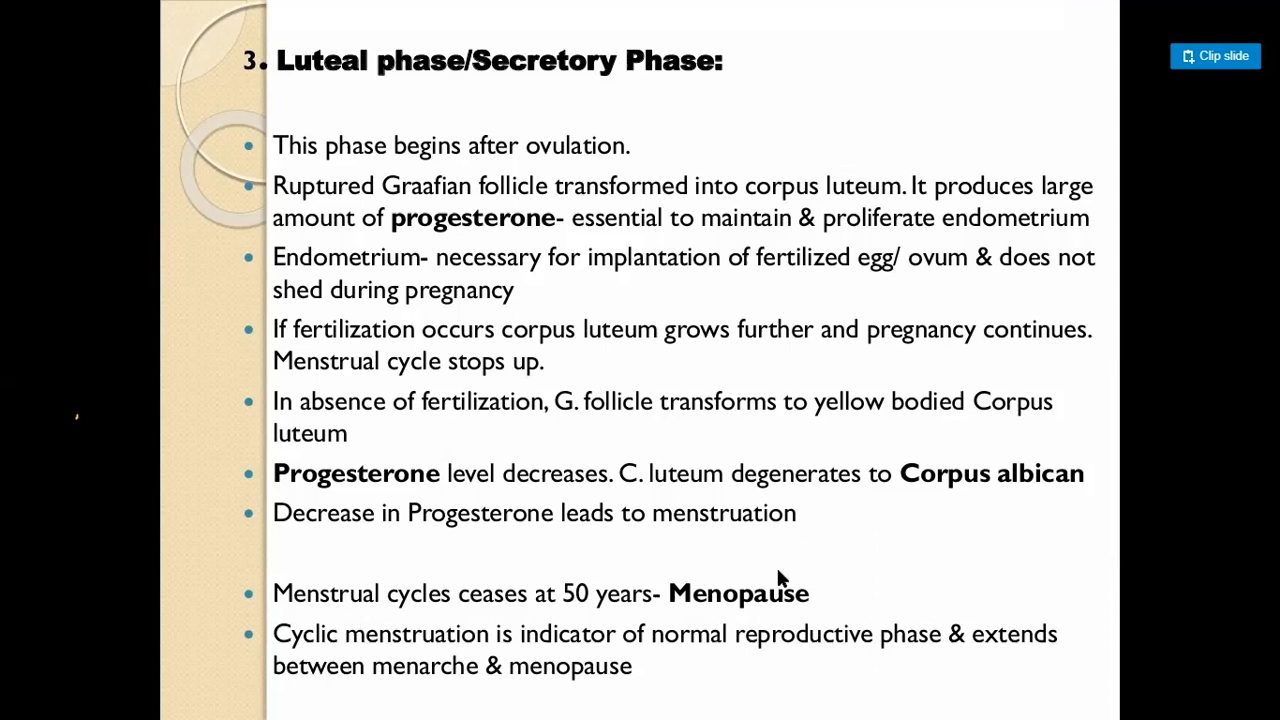 3. Luteal phase/Secretory Phase:
Clip slide
• This phase begins after ovulation.
• Ruptured Graafian follicle transformed into corpus luteum. It produces large
amount of progesterone- essential to maintain & proliferate endometrium
• Endometrium- necessary for implantation of fertilized egg/ ovum & does not
shed during pregnancy
• If fertilization occurs corpus luteum grows further and pregnancy continues.
Menstrual cycle stops up.
• In absence of fertilization, G. follicle transforms to yellow bodied Corpus
luteum
• Progesterone level decreases. C. luteum degenerates to Corpus albican
• Decrease in Progesterone leads to menstruation
• Menstrual cycles ceases at 50 years- Menopause
• Cyclic menstruation is indicator of normal reproductive phase & extends
between menarche & menopause